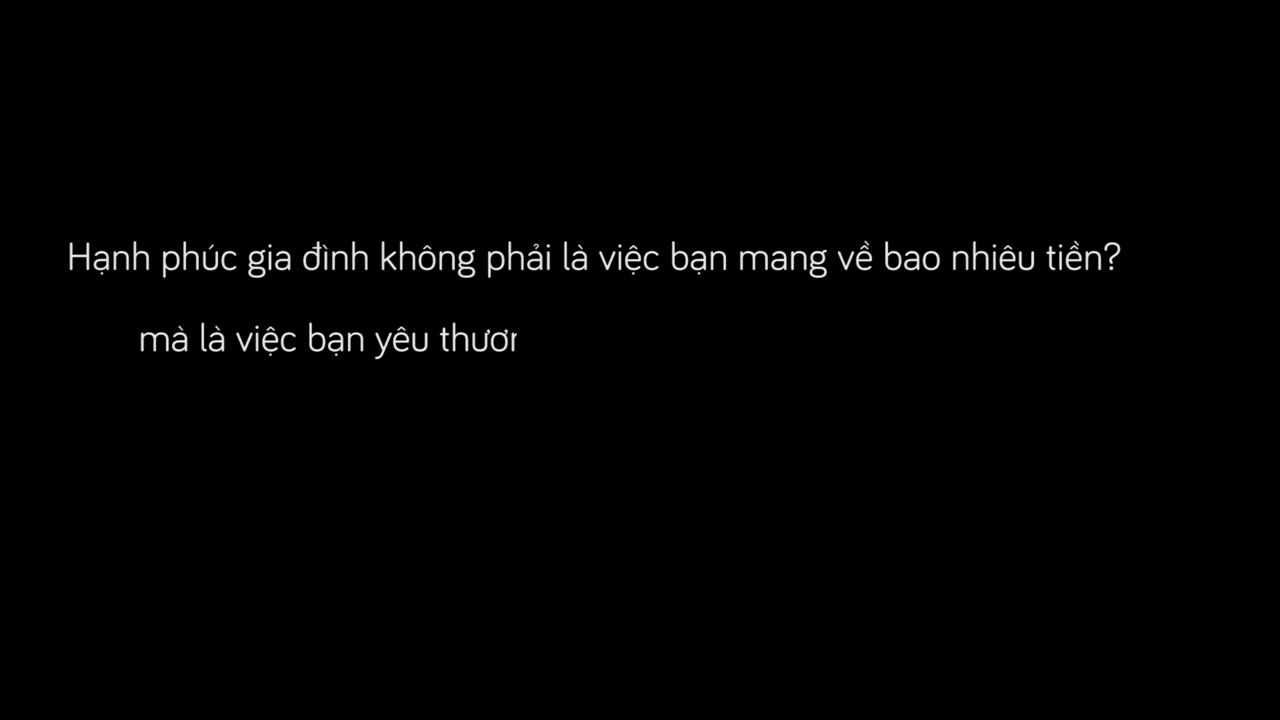 Hạnh phúc gia đình không phải là việc bạn mang về bao nhiêu tiền?
mà là việc bạn yêu